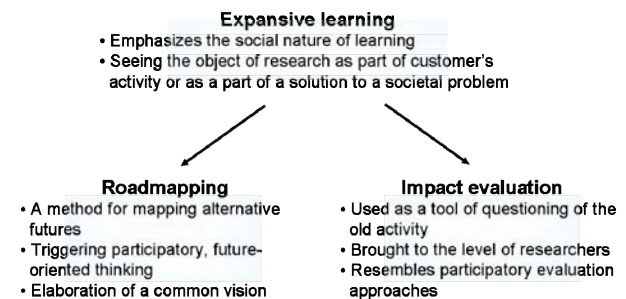 Expansive learning
• Emphasizes the social nature of learning
• Seeing the object of research as part of customer's
activity or as a part of a solution to a societal problem
Roadmapping
• A method for mapping alternative
futures
• Triggering participatory, future-
oriented thinking
• Elaboration of a common vision
Impact evaluation
• Used as a tool of questioning of the
old activity
• Brought to the level of researchers
• Resembles participatory evaluation
approaches